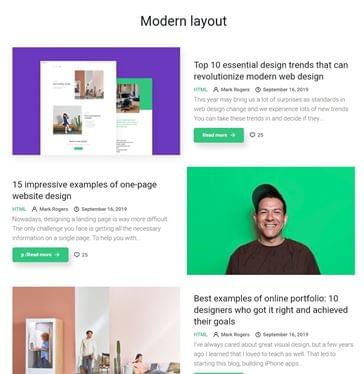 Modern layout
Top 10 essential design trends that can
revolutionize modern web design
HTML Mark Rogers September 16, 2019
This year may bring us a lot of surprises as standards in
web design change and we experience lots of new trends
You can take these trends in and decide if they...
Read more → 25
15 impressive examples of one-page
website design
HTML Mark Rogers September 16, 2019
Nowadays, designing a landing page is way more difficult.
The only challenge you face is getting all the necessary
information on a single page. To help you with...
p /Read more → 25
Best examples of online portfolio: 10
designers who got it right and achieved
their goals
HTML Mark Rogers September 16, 2019
I've always cared about great visual design, but a few years
ago I learned that I loved to teach as well. That led to
starting this blog, building iPhone apps...